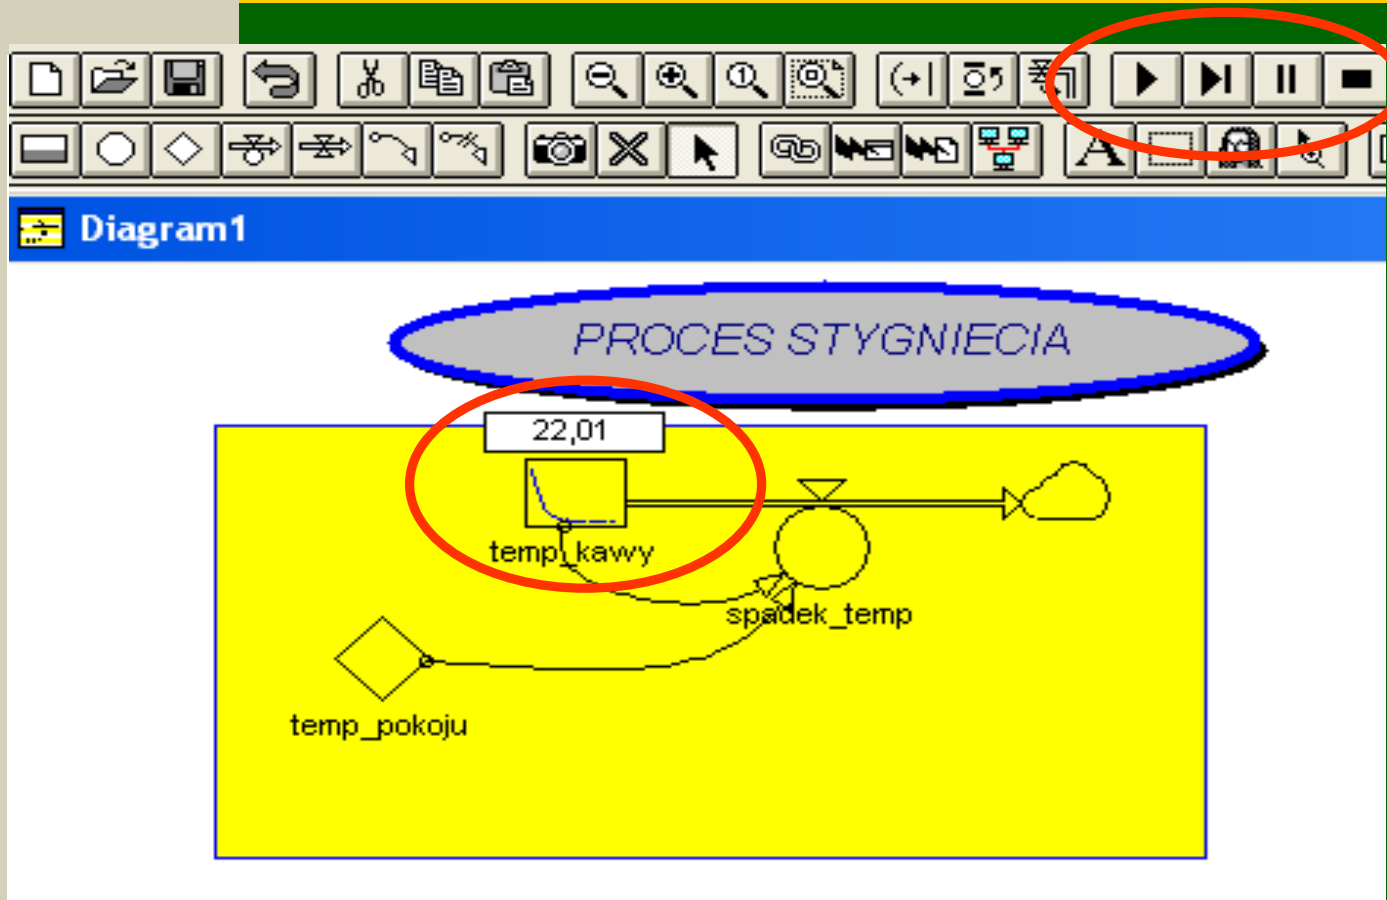 Diagram1
PROCES STYGNIECIA
22,01
temp_kawy
spadek_temp
temp_pokoju